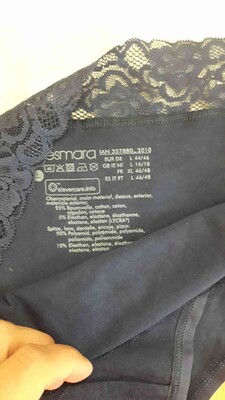 esmara
IAN 357880_2010
EUR DE L 44/46
GB IE NI L 16/18
FR XL 46/48
ES IT PT L 46/48
clevercare.info
Obermaterial, main material, dessus, exterior,
materiale esterno:
95% Baumwolle, cotton, coton,
algodón, cotone
5% Elasthan, elastane, élasthanne,
elastano, elastan (LYCRA®)
Spitze, lace, dentelle, encaje, pizzo:
90% Polyamid, polyamide, polyamide,
poliamida, poliammide
10% Elasthan, elastane, élasthanne,
elastano, elastan